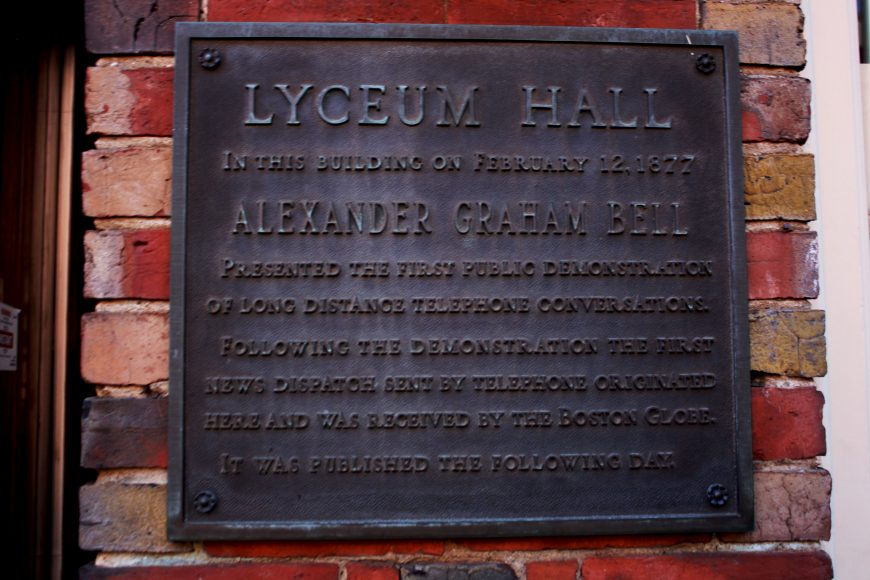 LYCEUM HALL
IN THIS BUILDING ON FEBRUARY 12, 1877
ALEXANDER GRAHAM BELL
PRESENTED THE FIRST PUBLIC DEMONSTRATION
OF LONG DISTANCE TELEPHONE CONVERSATIONS.
FOLLOWING THE DEMONSTRATION THE FIRST
NEWS DISPATCH SENT BY TELEPHONE ORIGINATED
HERE AND WAS RECEIVED BY THE BOSTON GLOBE.
IT WAS PUBLISHED THE FOLLOWING DAY.